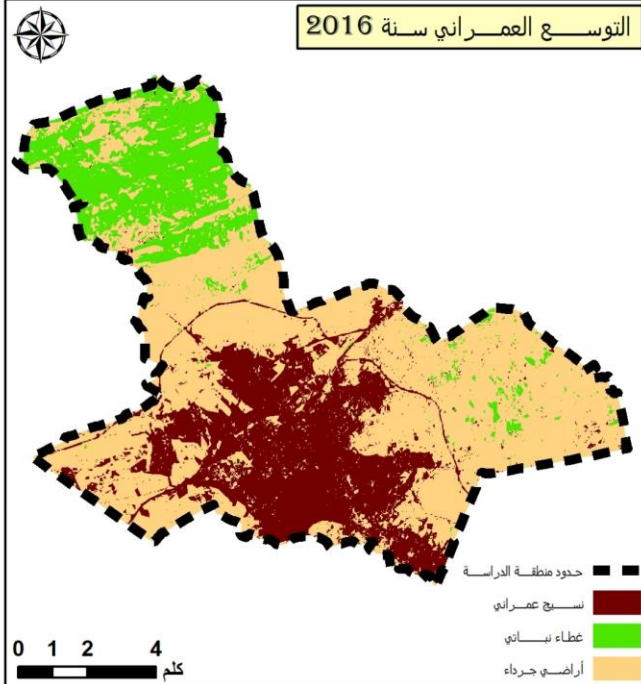 التوسع العمراني سنة 2016
حدود منطقة الدراسة
نسيج عمراني
غطاء نباتي
أراضي جرداء
0 1 2 4
كلم